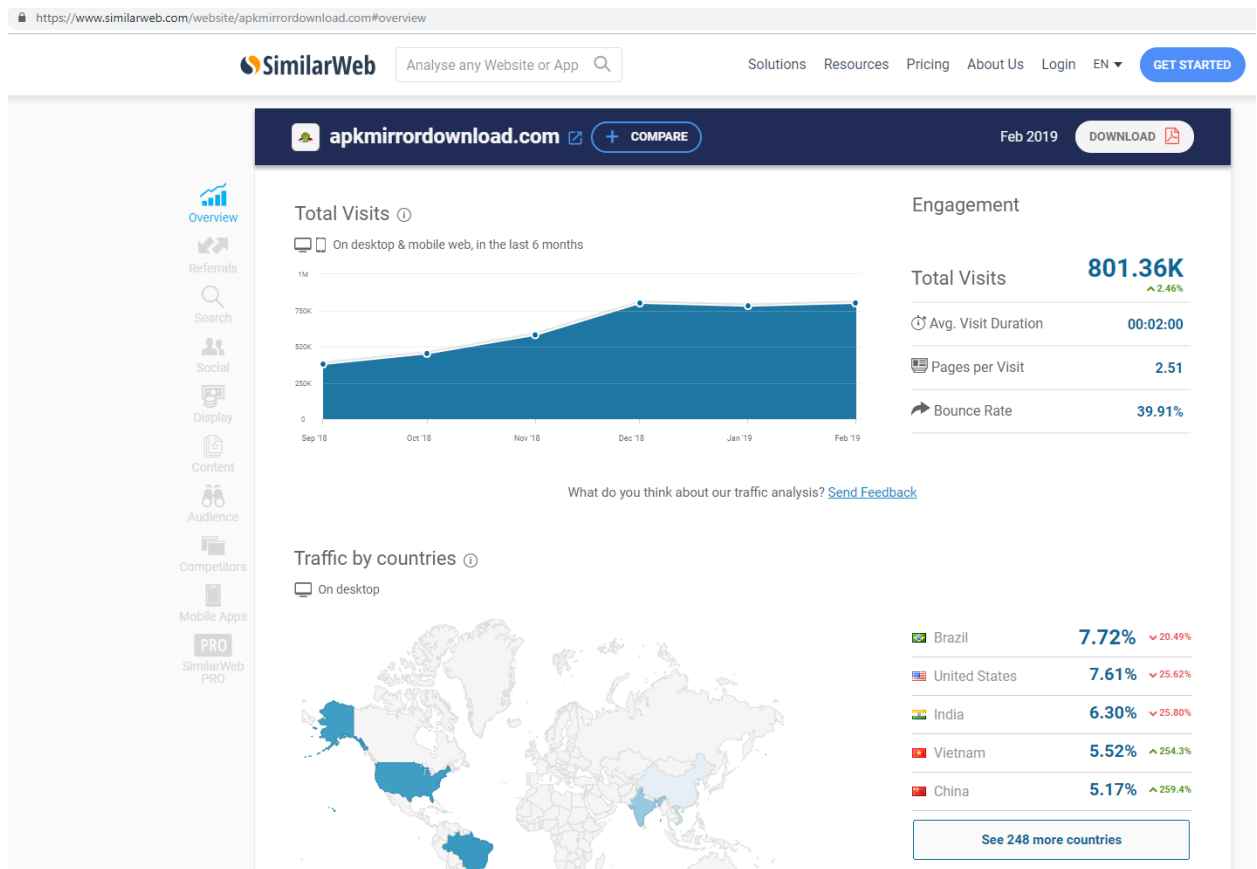 https://www.similarweb.com/website/apkmirrordownload.com#overview
SimilarWeb
Analyse any Website or App
Solutions Resources Pricing About Us Login EN GET STARTED
apkmirrordownload.com + COMPARE Feb 2019 DOWNLOAD
Overview
Referrals
Search
Social
Display
Content
Audience
Competitors
Mobile Apps
PRO
SimilarWeb
PRO
Total Visits
On desktop & mobile web, in the last 6 months
1M
750K
500K
250K
0
Sep '18 Oct '18 Nov '18 Dec '18 Jan '19 Feb '19
Engagement
Total Visits 801.36K
2.46%
Avg. Visit Duration 00:02:00
Pages per Visit 2.51
Bounce Rate 39.91%
What do you think about our traffic analysis? Send Feedback
Traffic by countries
On desktop
Brazil 7.72% 20.49%
United States 7.61% 25.62%
India 6.30% 25.80%
Vietnam 5.52% 254.3%
China 5.17% 259.4%
See 248 more countries